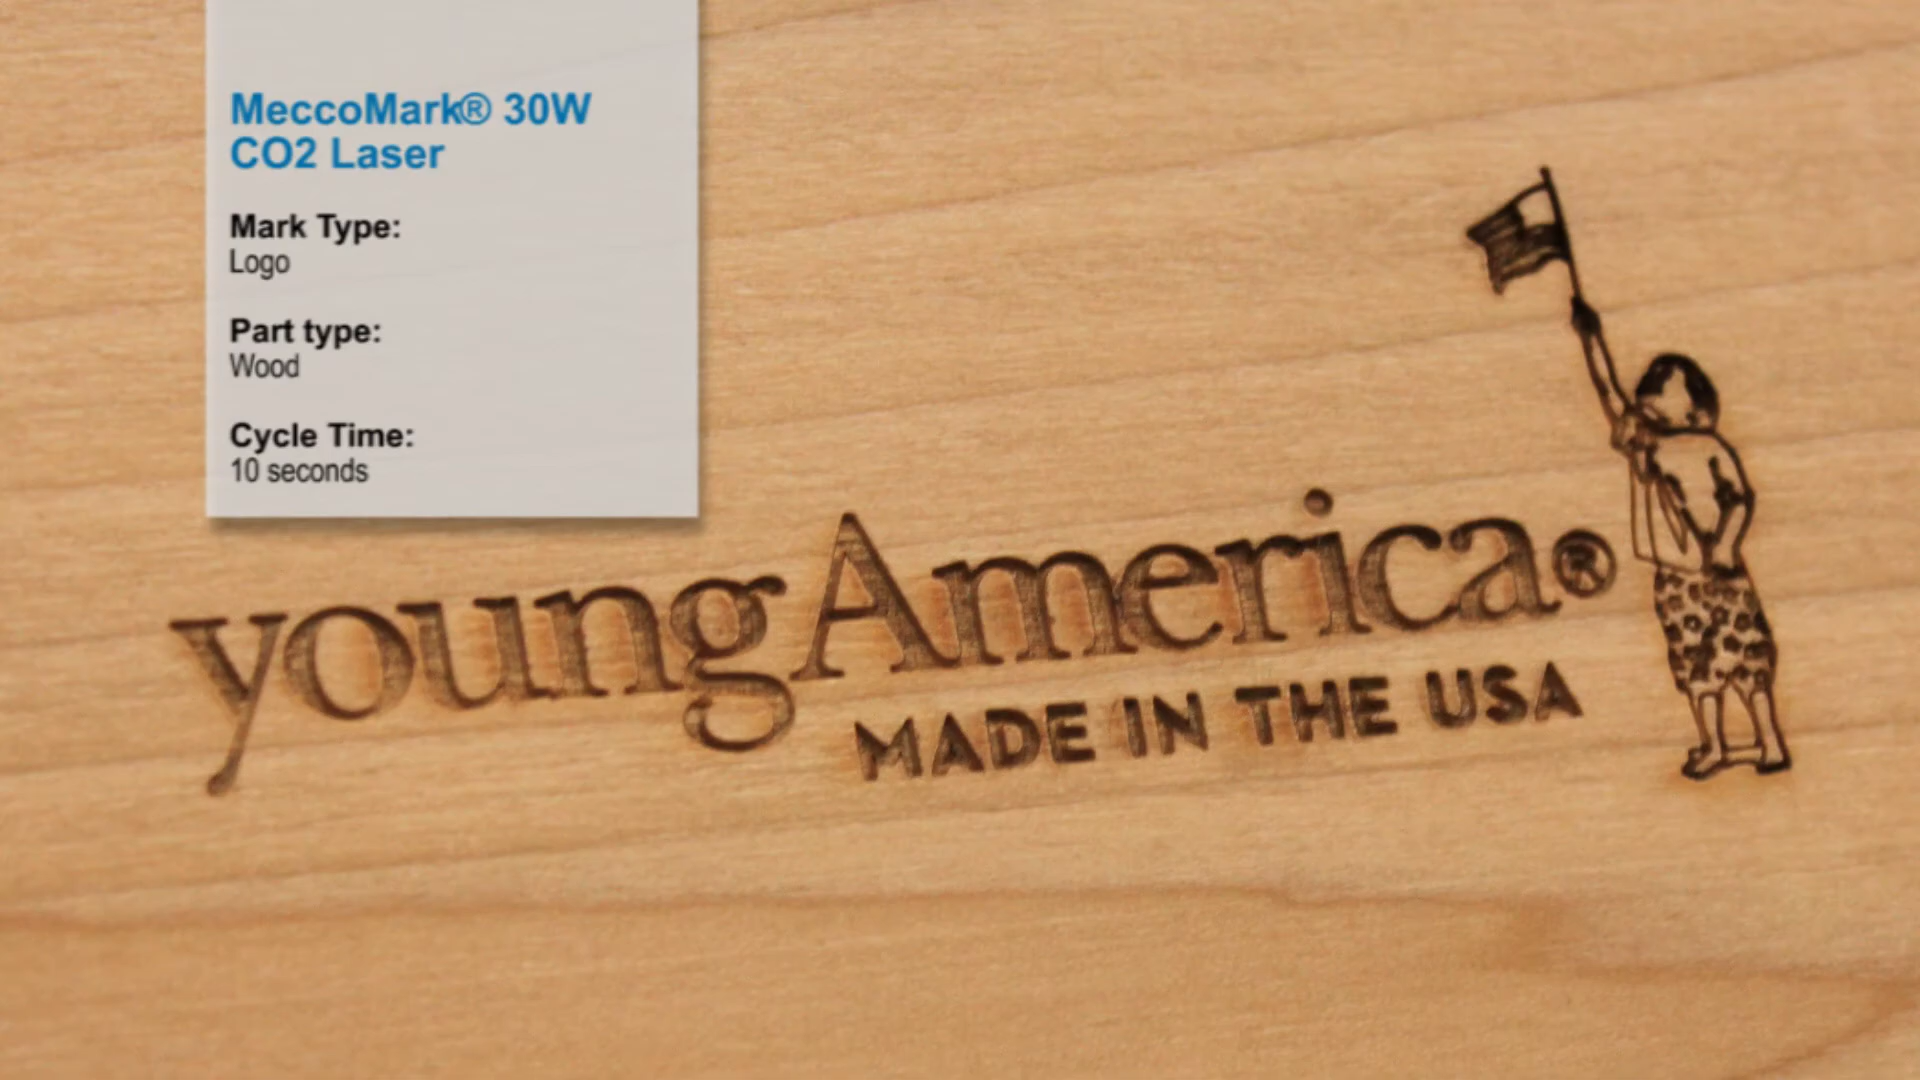 MeccoMark® 30W
CO2 Laser
Mark Type:
Logo
Part type:
Wood
Cycle Time:
10 seconds
youngAmerica®
MADE IN THE USA